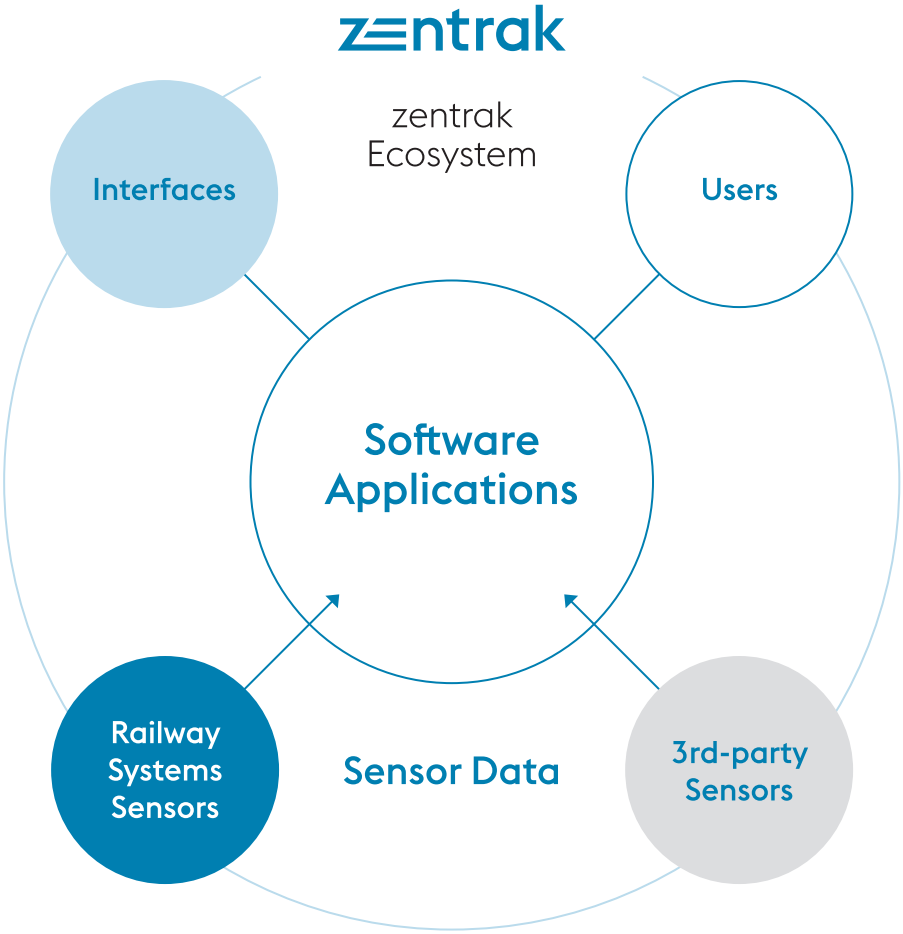 zentrak
zentrak
Ecosystem
Interfaces
Users
Software
Applications
Railway
Systems
Sensors
Sensor Data
3rd-party
Sensors